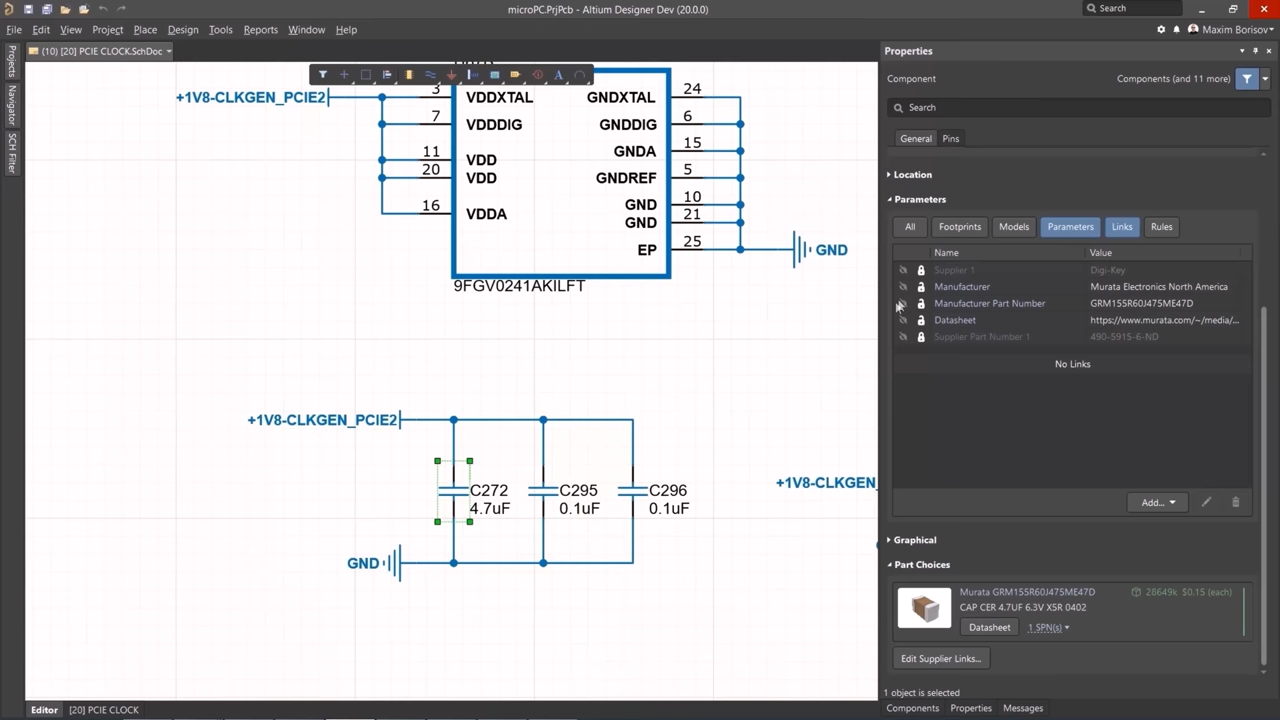 microPC.PrjPcb - Altium Designer Dev (20.0.0)
Search
File Edit View Project Place Design Tools Reports Window Help
Maxim Borisov
(10) [20] PCIE CLOCK.SchDoc
Projects
Navigator
SCH Filter
+1V8-CLKGEN_PCIE2
3 VDDXTAL GNDXTAL 24
7 VDDDIG GNDDIG 6
11 VDD GNDA 15
20 VDD GNDREF 5
GND 10
16 VDDA GND 21
EP 25 GND
9FGV0241AKILFT
+1V8-CLKGEN_PCIE2
C272 C295 C296
4.7uF 0.1uF 0.1uF
GND
+1V8-CLKGEN_
Properties
Component Components (and 11 more)
Search
General Pins
Location
Parameters
All Footprints Models Parameters Links Rules
Name Value
Supplier 1 Digi-Key
Manufacturer Murata Electronics North America
Manufacturer Part Number GRM155R60J475ME47D
Datasheet https://www.murata.com/~/media/...
Supplier Part Number 1 490-5915-6-ND
No Links
Add...
Graphical
Part Choices
Murata GRM155R60J475ME47D 28649k $0.15 (each)
CAP CER 4.7UF 6.3V X5R 0402
Datasheet 1 SPN(s)
Edit Supplier Links...
1 object is selected
Editor [20] PCIE CLOCK
Components Properties Messages